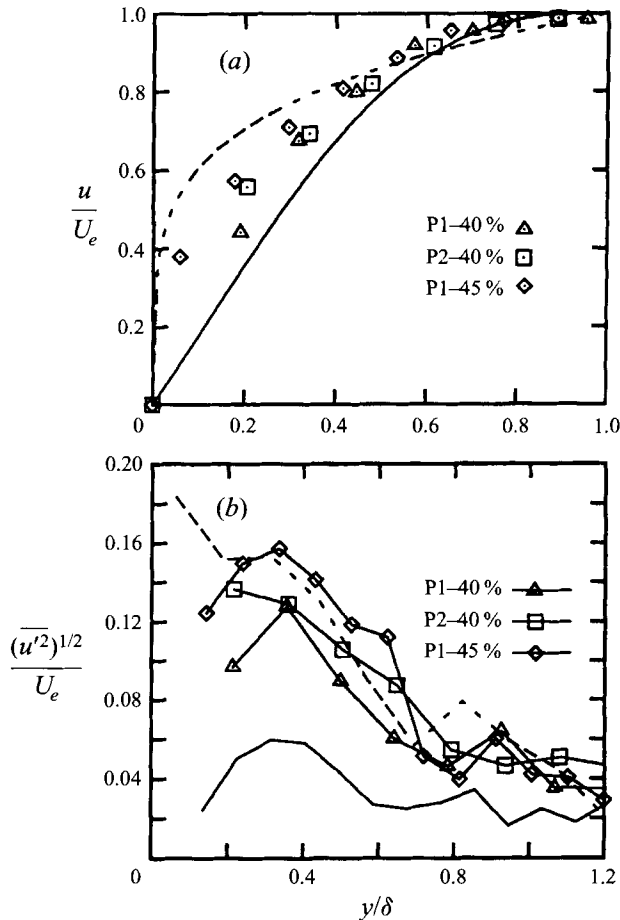 (a)
1.0
0.8
0.6
0.4
0.2
u
U_e
P1–40 %
P2–40 %
P1–45 %
0 0.2 0.4 0.6 0.8 1.0
(b)
0.20
0.16
0.12
0.08
0.04
(u′²)^1/2
U_e
P1–40 %
P2–40 %
P1–45 %
0 0.4 0.8 1.2
y/δ